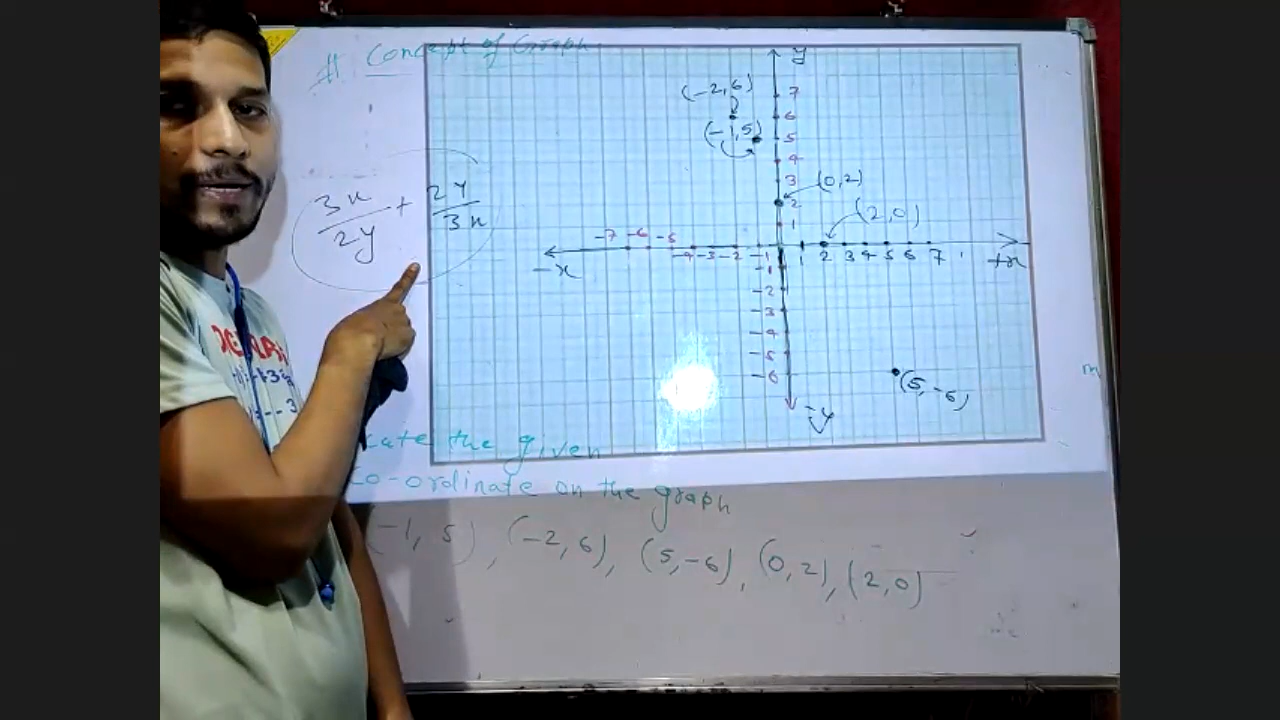 # Concept of Graph
3x/2y + 2y/3x
y
7
6
5
4
3
2
1
(-2,6)
(-1,5)
(0,2)
(2,0)
-7 -6 -5 -4 -3 -2 -1 1 2 3 4 5 6 7
-x +x
-1
-2
-3
-4
-5
-6
(5,-6)
-y
the given
Co-ordinate on the graph
-1, 5), (-2,6), (5,-6), (0,2), (2,0)